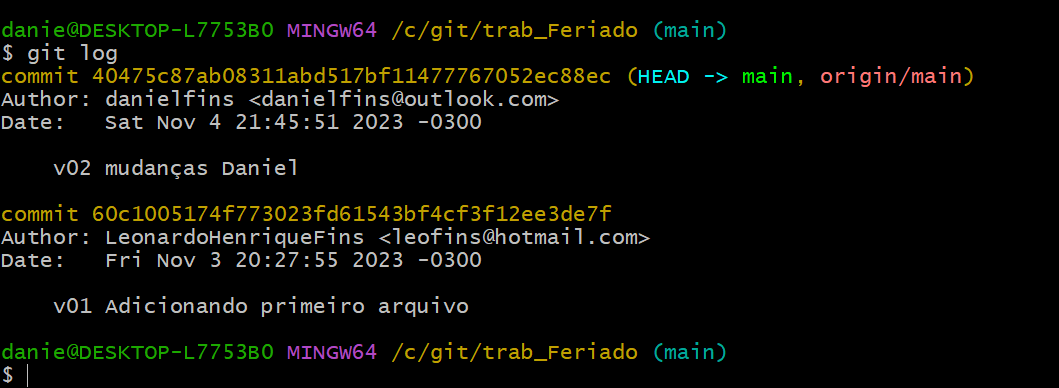 danie@DESKTOP-L7753B0 MINGW64 /c/git/trab_Feriado (main)
$ git log
commit 40475c87ab08311abd517bf11477767052ec88ec (HEAD -> main, origin/main)
Author: danielfins <danielfins@outlook.com>
Date:   Sat Nov 4 21:45:51 2023 -0300
    v02 mudanças Daniel
commit 60c1005174f773023fd61543bf4cf3f12ee3de7f
Author: LeonardoHenriqueFins <leofins@hotmail.com>
Date:   Fri Nov 3 20:27:55 2023 -0300
    v01 Adicionando primeiro arquivo
danie@DESKTOP-L7753B0 MINGW64 /c/git/trab_Feriado (main)
$